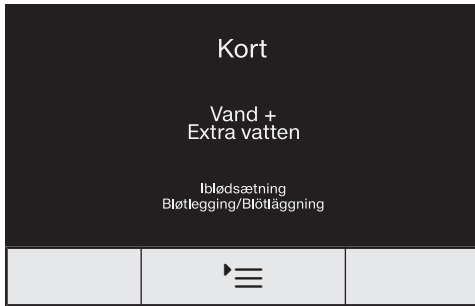 Kort
Vand +
Extra vatten
Iblødsætning
Bløtlegging/Blötläggning